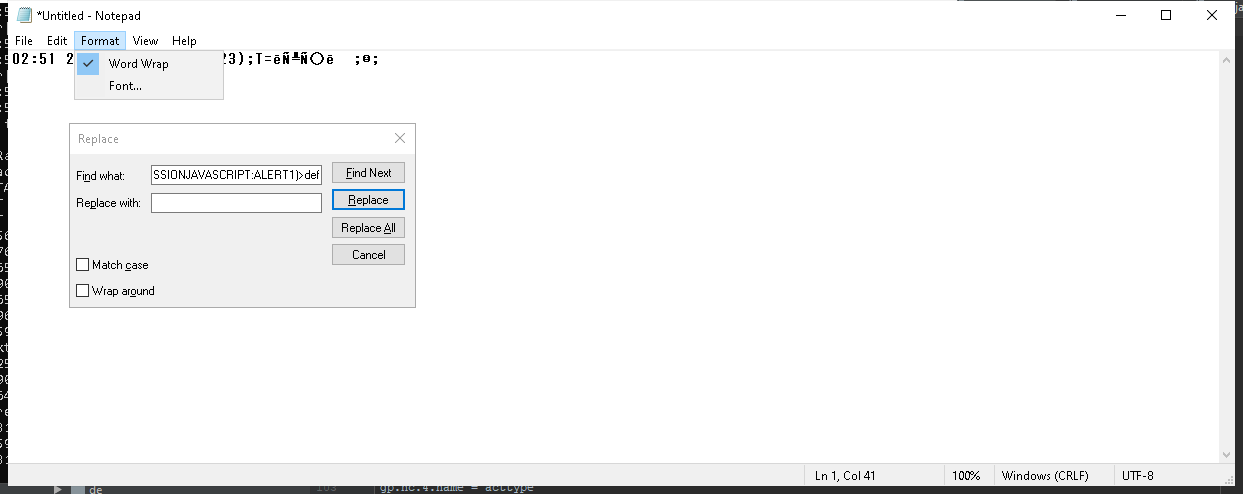 *Untitled - Notepad
File Edit Format View Help
02:51 2 23);T=ëÑ╩ÑOë ;¤;
Word Wrap
Font...
Replace
Find what: SSIONJAVASCRIPT:ALERT1)>def Find Next
Replace with: Replace
Replace All
Cancel
Match case
Wrap around
Ln 1, Col 41 100% Windows (CRLF) UTF-8
de
gp.nc.4.name = acctype